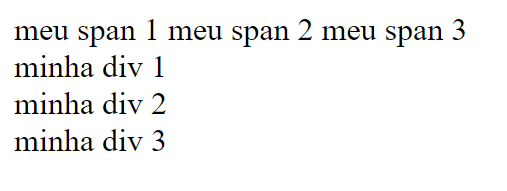 meu span 1 meu span 2 meu span 3
minha div 1
minha div 2
minha div 3